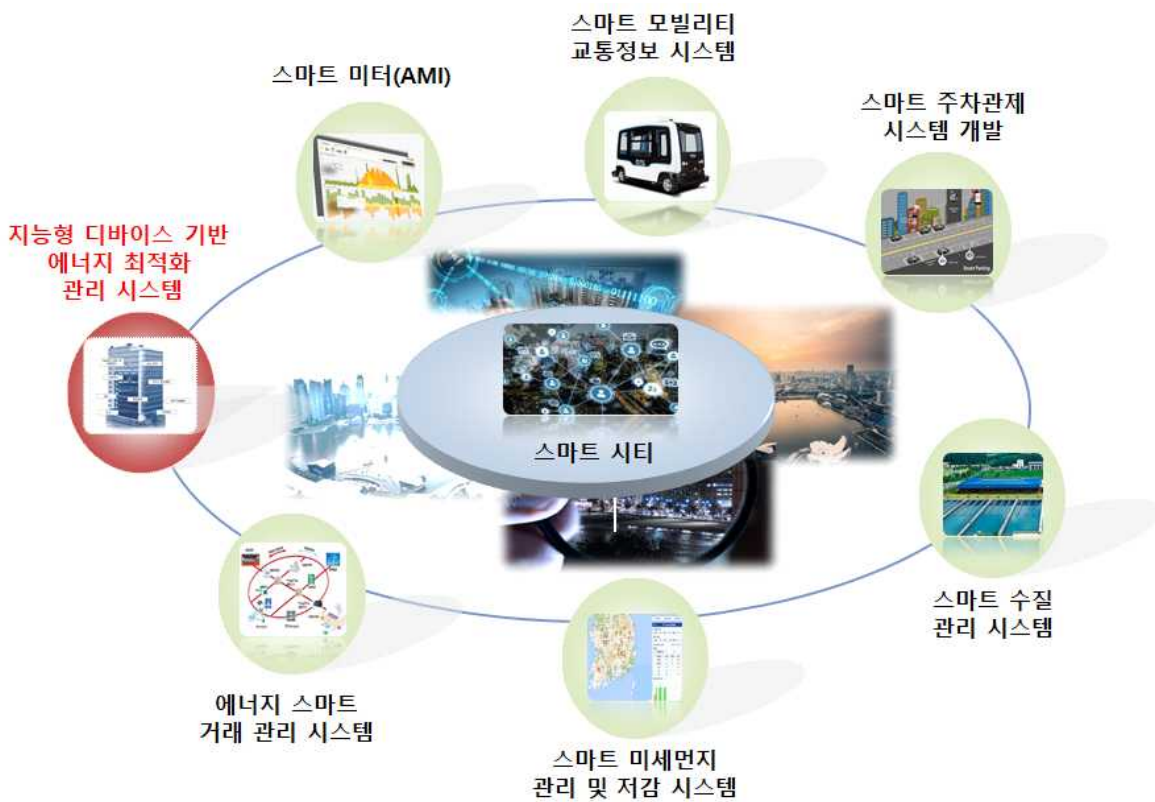 스마트 모빌리티
교통정보 시스템
스마트 미터(AMI)
스마트 주차관제
시스템 개발
지능형 디바이스 기반
에너지 최적화
관리 시스템
스마트 시티
스마트 수질
관리 시스템
에너지 스마트
거래 관리 시스템
스마트 미세먼지
관리 및 저감 시스템